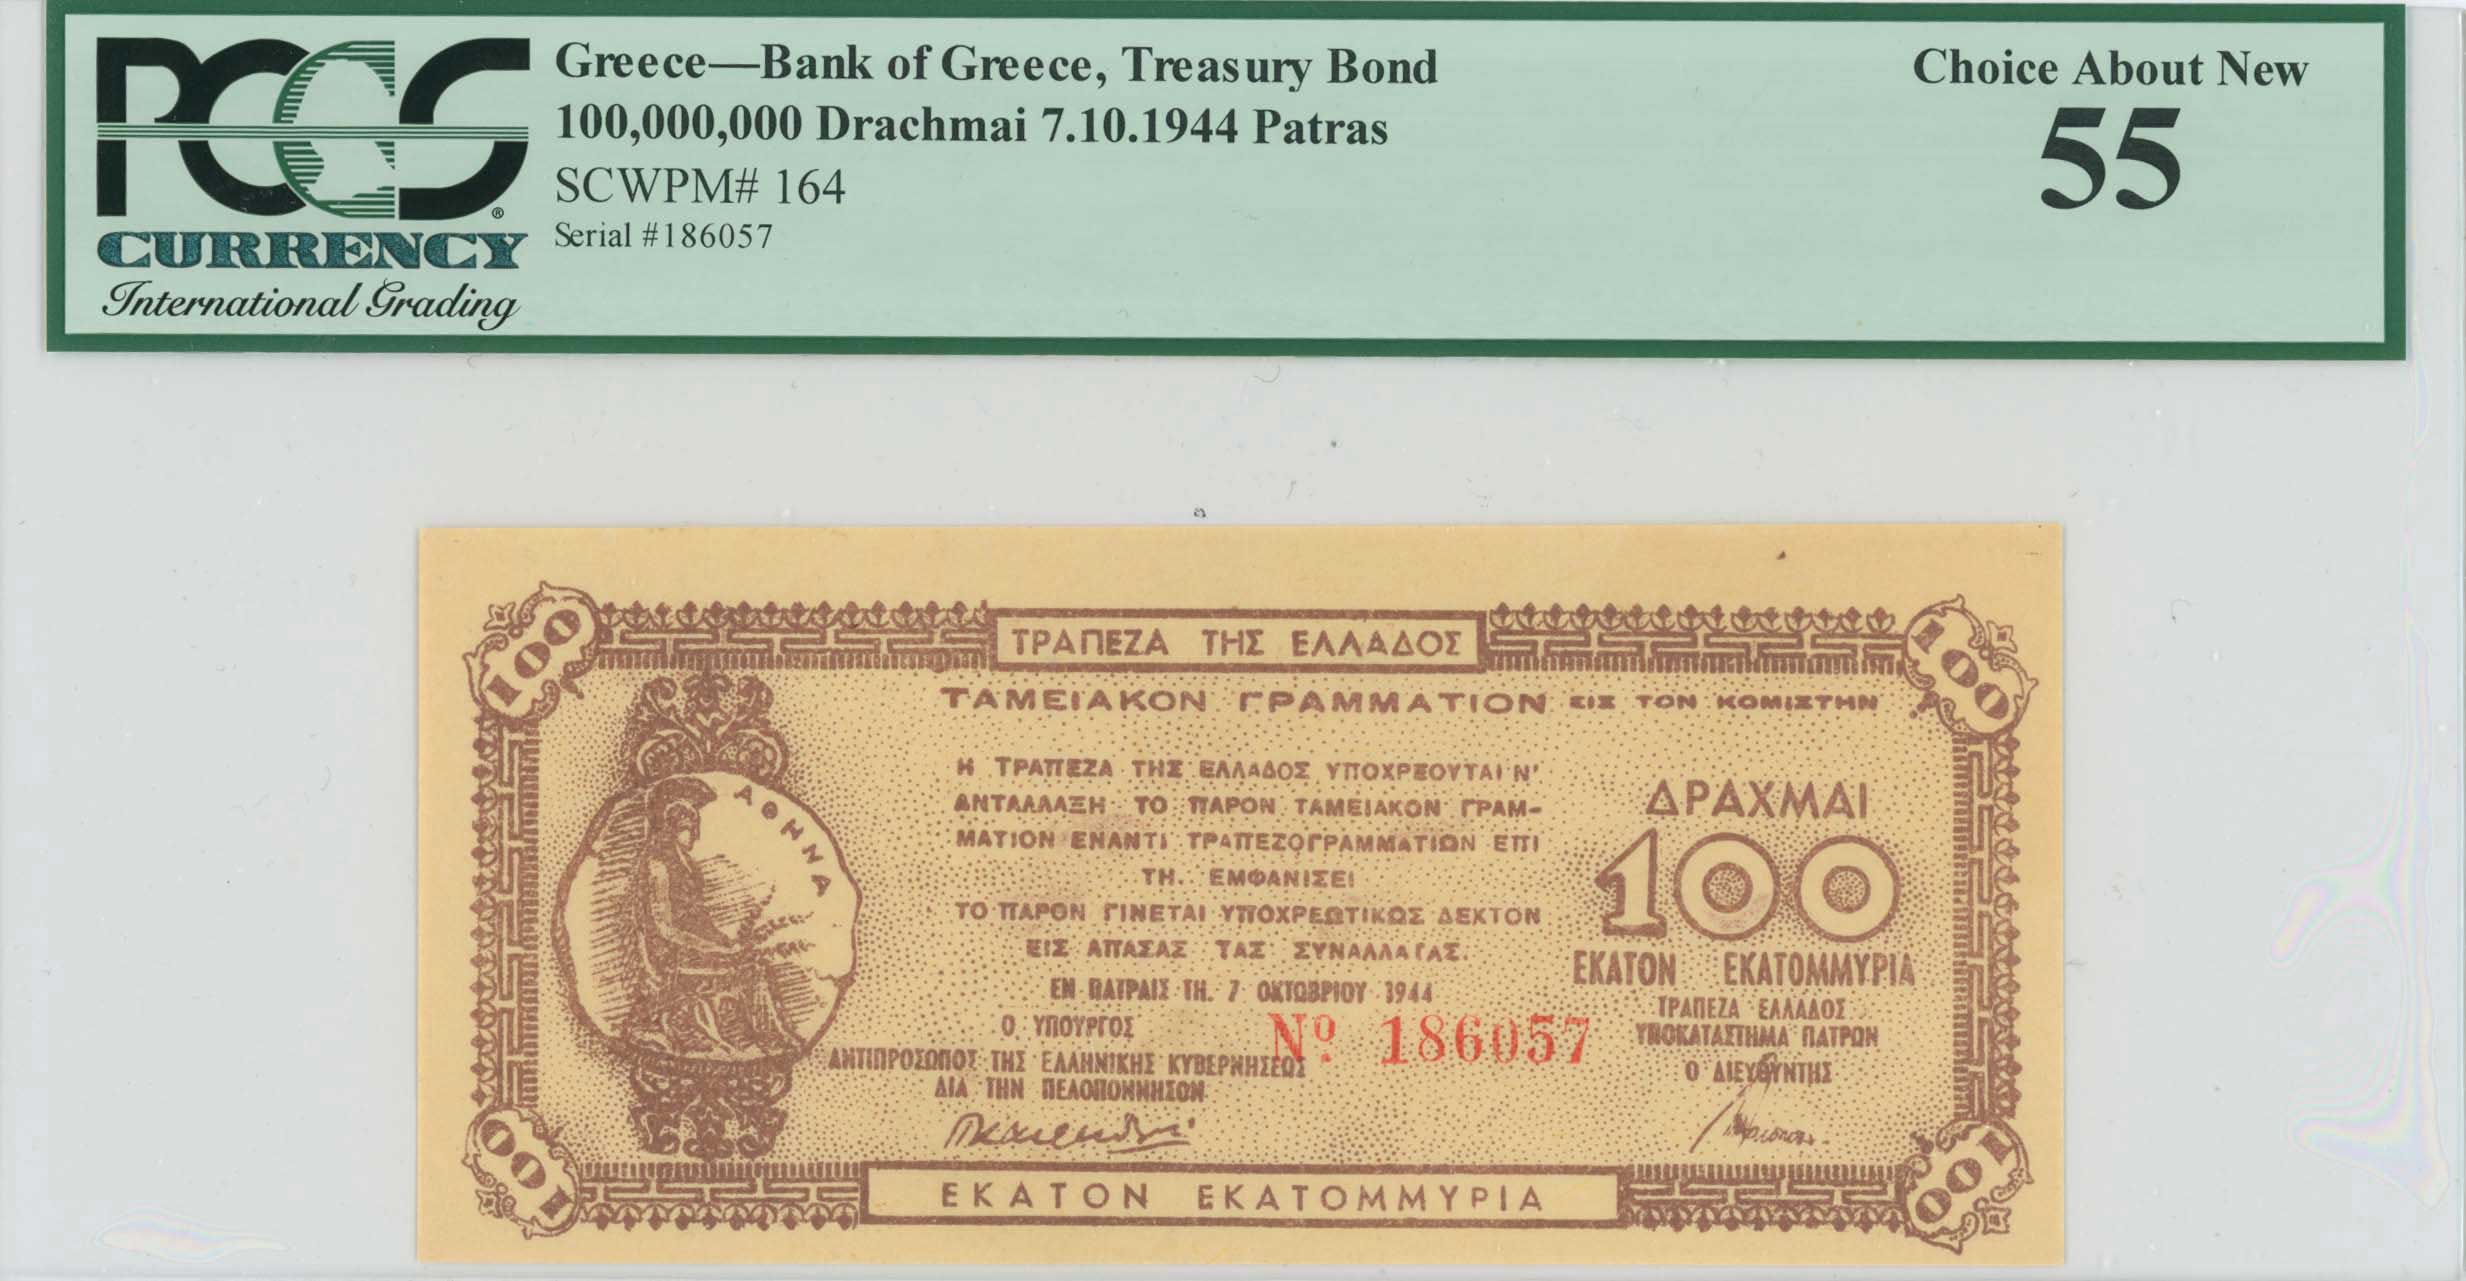 PCGS
CURRENCY
International Grading
Greece—Bank of Greece, Treasury Bond
100,000,000 Drachmai 7.10.1944 Patras
SCWPM# 164
Serial #186057
Choice About New
55
100
ΤΡΑΠΕΖΑ ΤΗΣ ΕΛΛΑΔΟΣ
100
ΤΑΜΕΙΑΚΟΝ ΓΡΑΜΜΑΤΙΟΝ ΕΙΣ ΤΟΝ ΚΟΜΙΣΤΗΝ
ΑΘΗΝΑ
Η ΤΡΑΠΕΖΑ ΤΗΣ ΕΛΛΑΔΟΣ ΥΠΟΧΡΕΟΥΤΑΙ Ν'
ΑΝΤΑΛΛΑΞΗ ΤΟ ΠΑΡΟΝ ΤΑΜΕΙΑΚΟΝ ΓΡΑΜ-
ΜΑΤΙΟΝ ΕΝΑΝΤΙ ΤΡΑΠΕΖΟΓΡΑΜΜΑΤΙΩΝ ΕΠΙ
ΤΗ. ΕΜΦΑΝΙΣΕΙ
ΤΟ ΠΑΡΟΝ ΓΙΝΕΤΑΙ ΥΠΟΧΡΕΩΤΙΚΩΣ ΔΕΚΤΟΝ
ΕΙΣ ΑΠΑΣΑΣ ΤΑΣ ΣΥΝΑΛΛΑΓΑΣ.
ΕΝ ΠΑΤΡΑΙΣ ΤΗ. 7 ΟΚΤΩΒΡΙΟΥ 1944
Ο ΥΠΟΥΡΓΟΣ
ΑΝΤΙΠΡΟΣΩΠΟΣ ΤΗΣ ΕΛΛΗΝΙΚΗΣ ΚΥΒΕΡΝΗΣΕΩΣ
ΔΙΑ ΤΗΝ ΠΕΛΟΠΟΝΝΗΣΟΝ
Nº 186057
ΔΡΑΧΜΑΙ
100
ΕΚΑΤΟΝ ΕΚΑΤΟΜΜΥΡΙΑ
ΤΡΑΠΕΖΑ ΕΛΛΑΔΟΣ
ΥΠΟΚΑΤΑΣΤΗΜΑ ΠΑΤΡΩΝ
Ο ΔΙΕΥΘΥΝΤΗΣ
100
ΕΚΑΤΟΝ ΕΚΑΤΟΜΜΥΡΙΑ
100